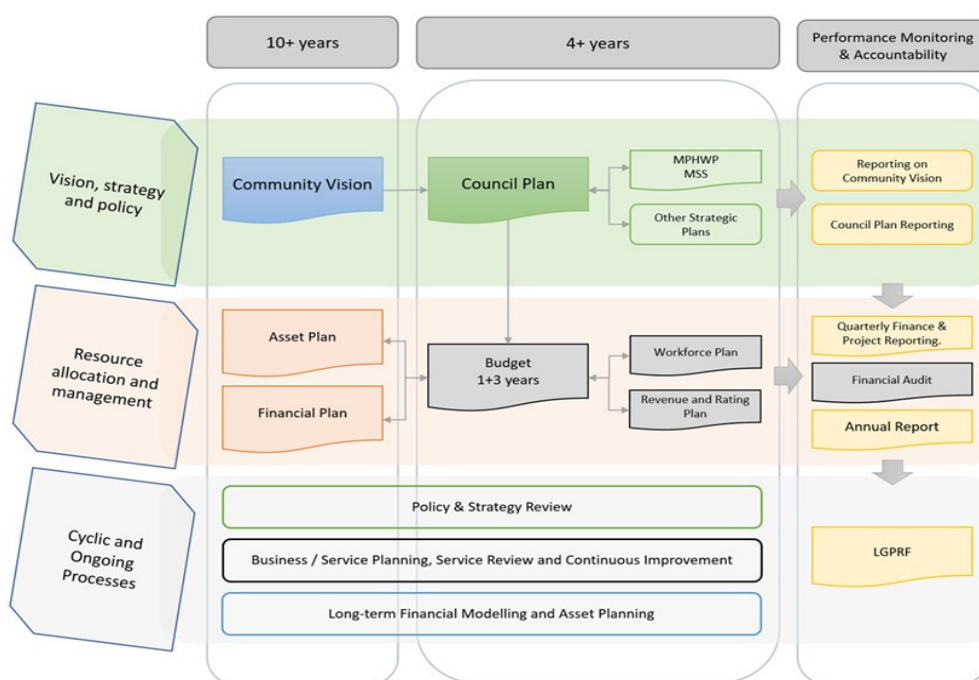 10+ years
4+ years
Performance Monitoring
& Accountability
Vision, strategy
and policy
Community Vision
Council Plan
MPHWP
MSS
Other Strategic
Plans
Reporting on
Community Vision
Council Plan Reporting
Resource
allocation and
management
Asset Plan
Financial Plan
Budget
1+3 years
Workforce Plan
Revenue and Rating
Plan
Quarterly Finance &
Project Reporting.
Financial Audit
Annual Report
Cyclic and
Ongoing
Processes
Policy & Strategy Review
Business / Service Planning, Service Review and Continuous Improvement
Long-term Financial Modelling and Asset Planning
LGPRF